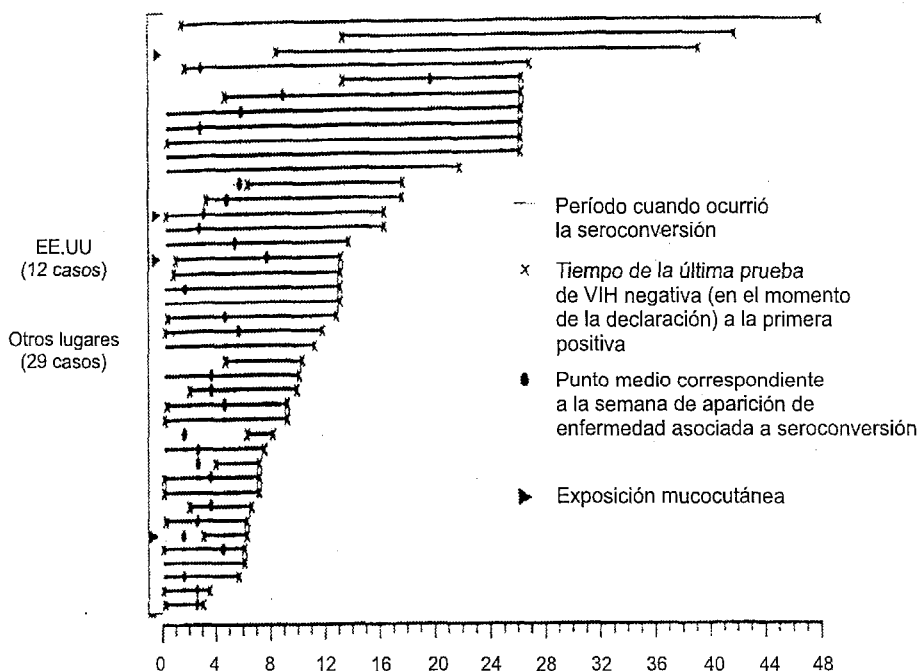 EE.UU
(12 casos)
Otros lugares
(29 casos)
Período cuando ocurrió
la seroconversión
x Tiempo de la última prueba
de VIH negativa (en el momento
de la declaración) a la primera
positiva
Punto medio correspondiente
a la semana de aparición de
enfermedad asociada a seroconversión
Exposición mucocutánea
0 4 8 12 16 20 24 28 32 36 40 44 48